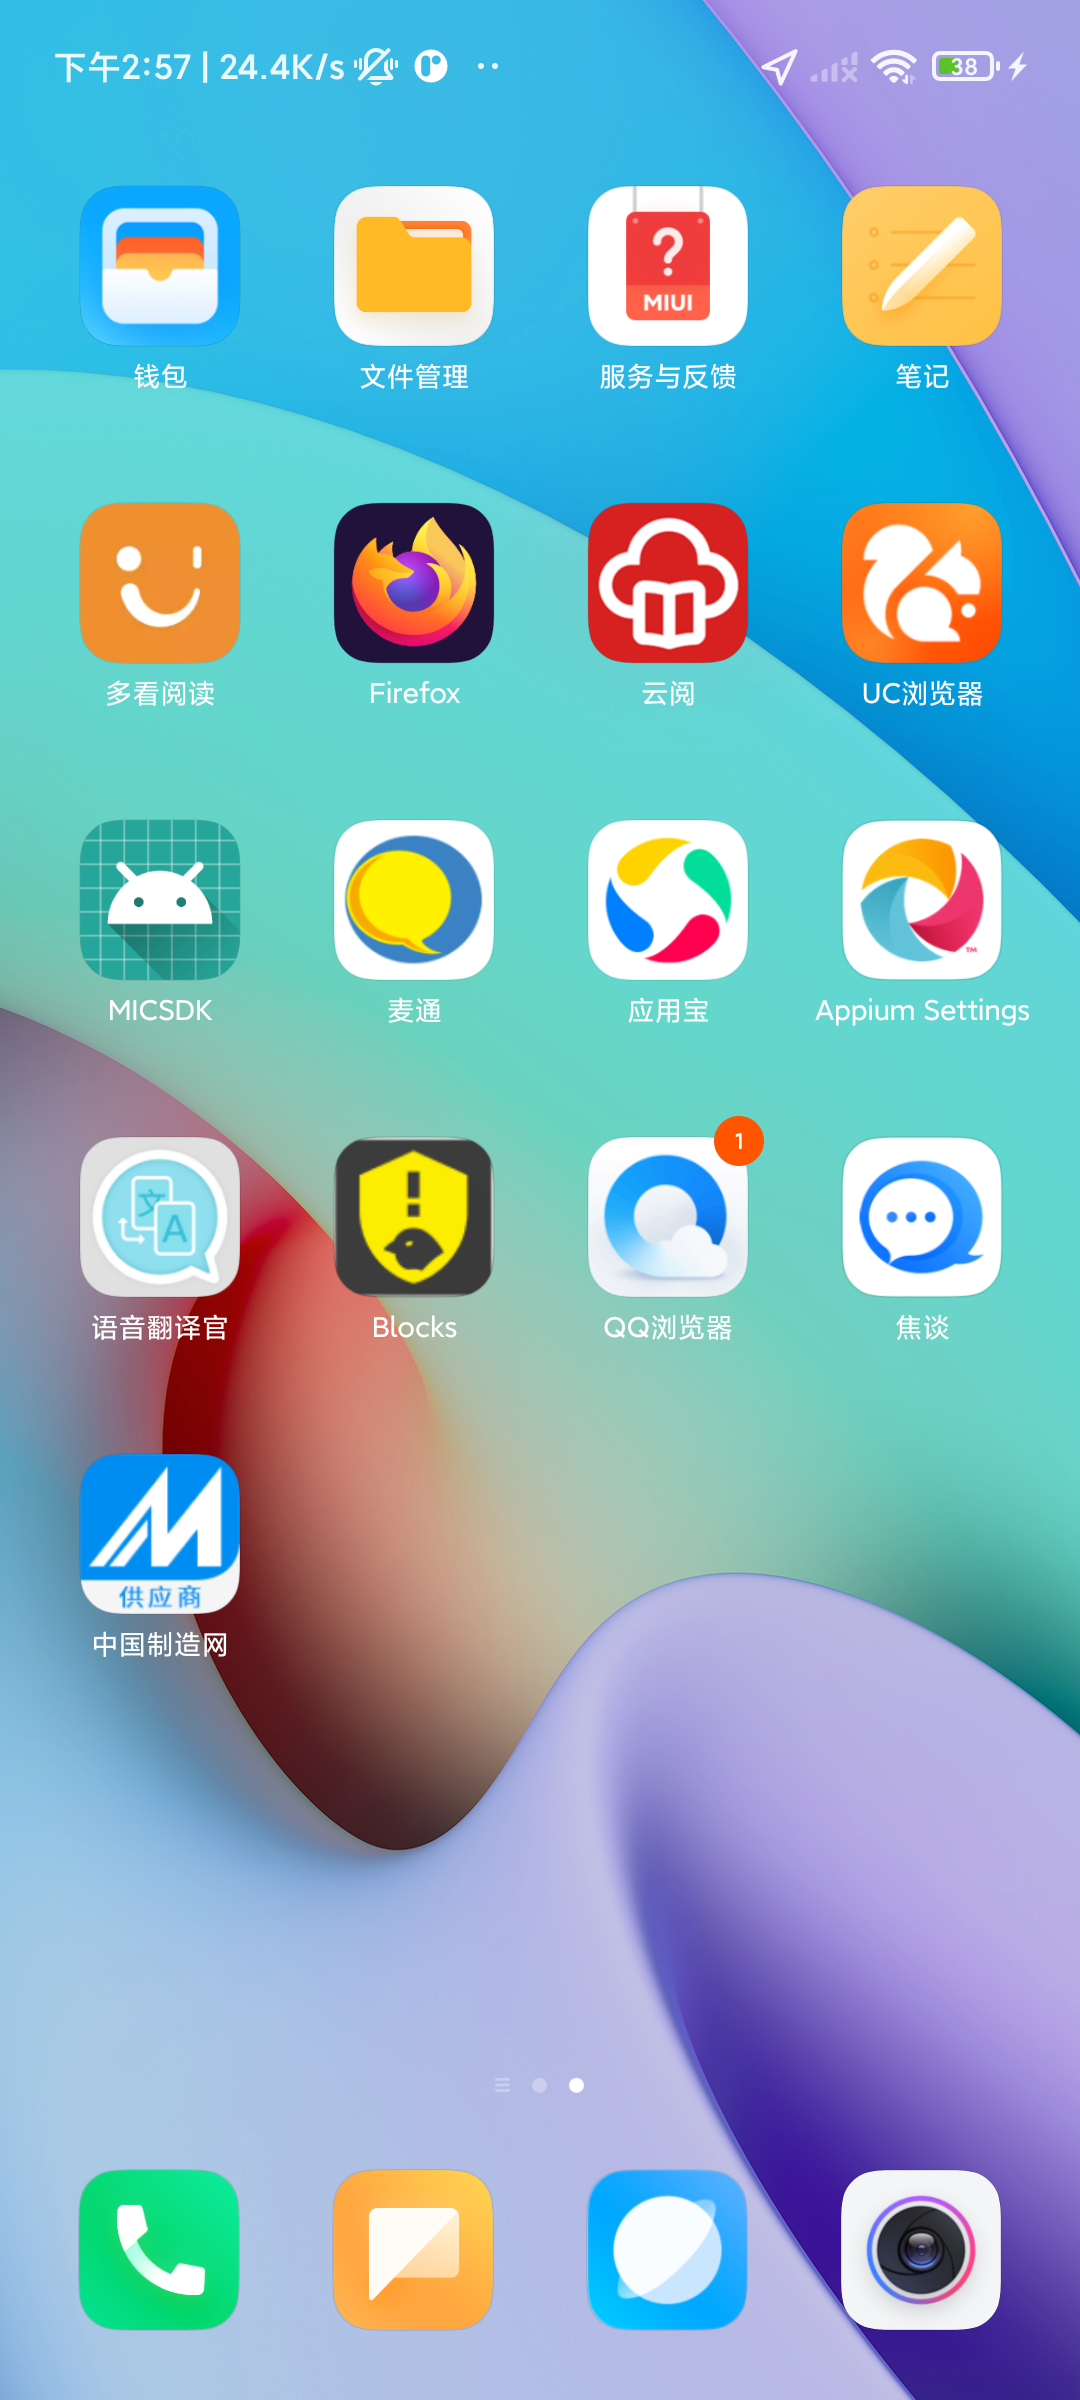 下午2:57 | 24.4K/s
38
MIUI
钱包
文件管理
服务与反馈
笔记
多看阅读
Firefox
云阅
UC浏览器
MICSDK
麦通
应用宝
TM
Appium Settings
文
A
1
语音翻译官
Blocks
QQ浏览器
焦谈
供应商
中国制造网